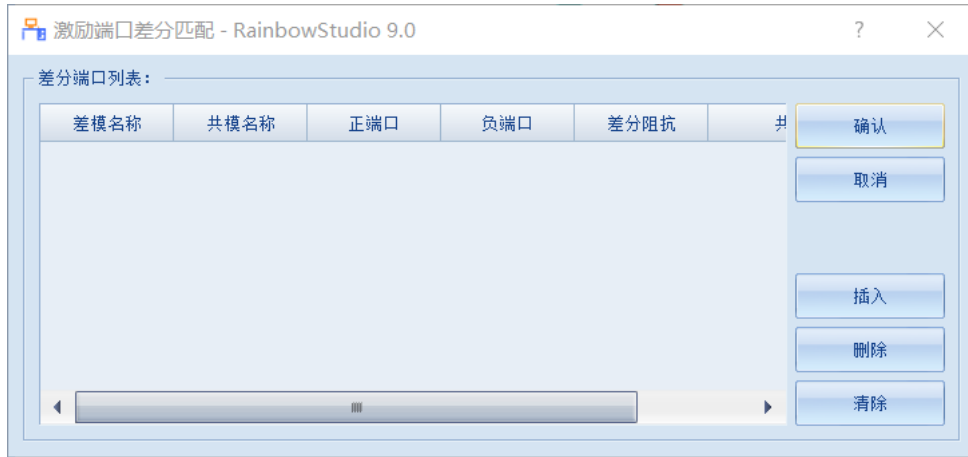 激励端口差分匹配 - RainbowStudio 9.0
差分端口列表：
差模名称 共模名称 正端口 负端口 差分阻抗 共
确认
取消
插入
删除
清除